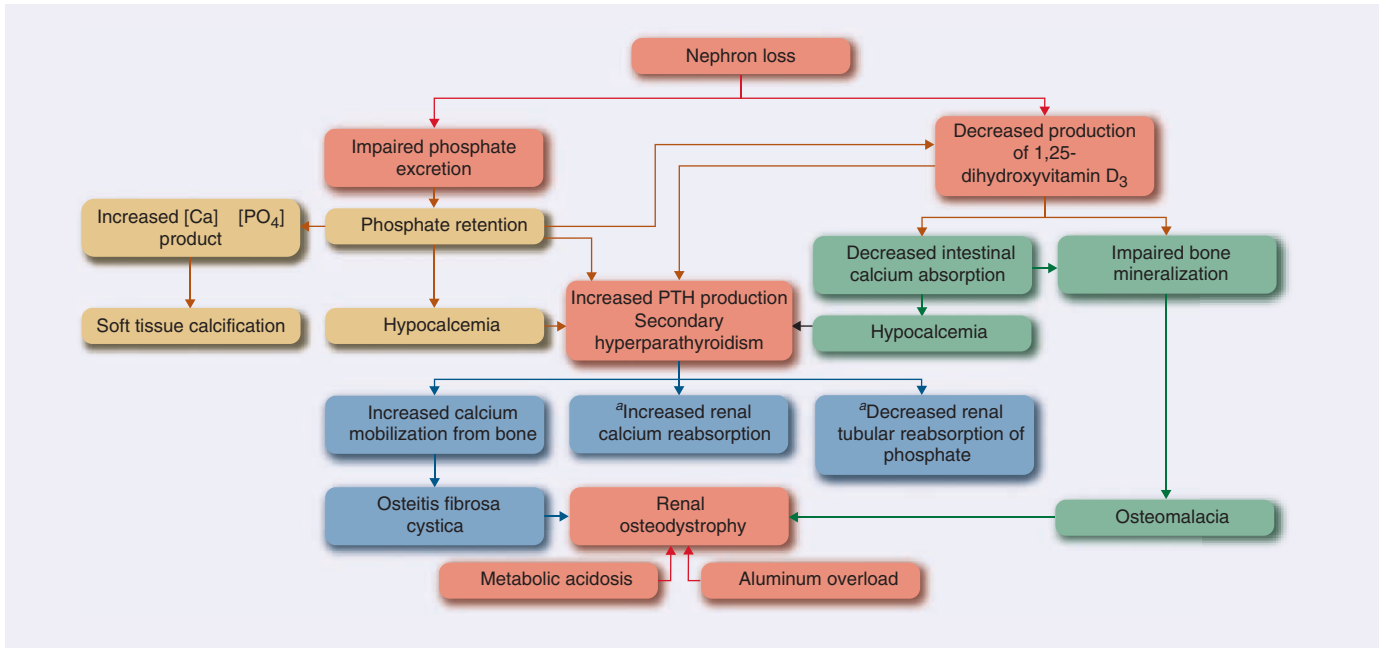 Nephron loss
Impaired phosphate
excretion
Decreased production
of 1,25-
dihydroxyvitamin D3
Increased [Ca] [PO4]
product
Phosphate retention
Decreased intestinal
calcium absorption
Impaired bone
mineralization
Soft tissue calcification
Hypocalcemia
Increased PTH production
Secondary
hyperparathyroidism
Hypocalcemia
Increased calcium
mobilization from bone
aIncreased renal
calcium reabsorption
aDecreased renal
tubular reabsorption of
phosphate
Osteitis fibrosa
cystica
Renal
osteodystrophy
Osteomalacia
Metabolic acidosis
Aluminum overload